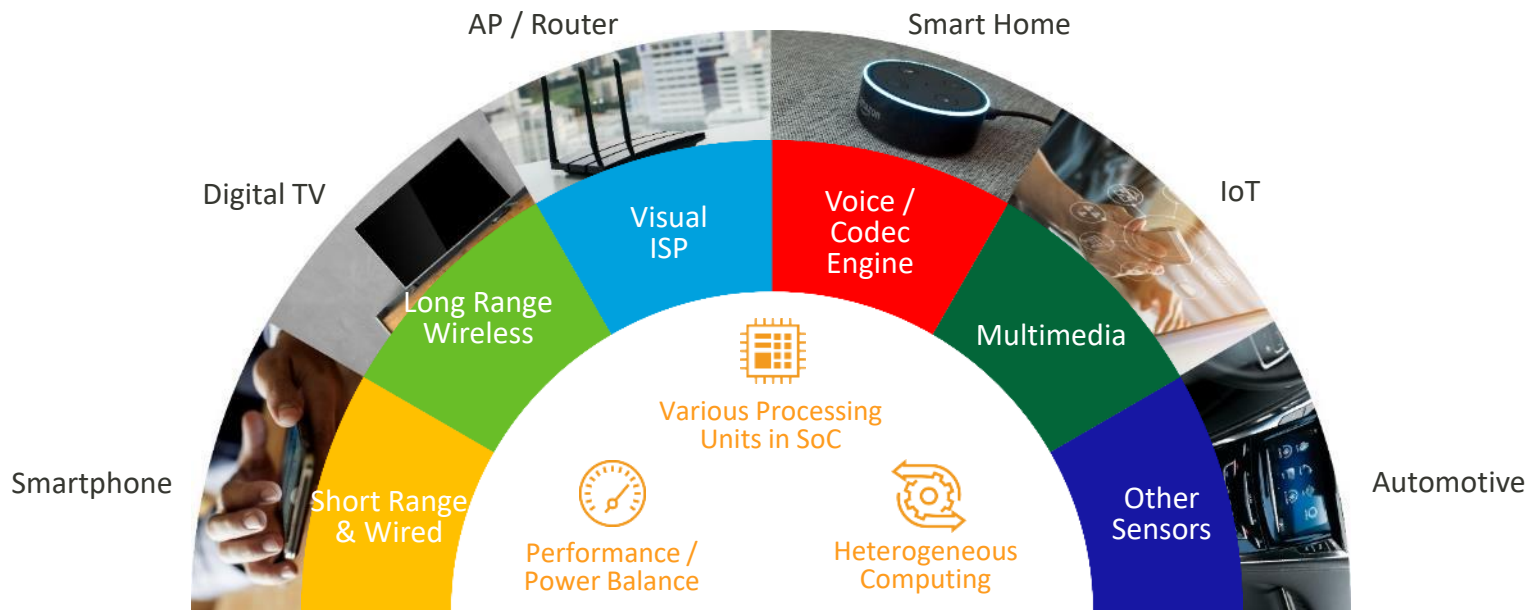 AP / Router
Smart Home
Digital TV
IoT
Smartphone
Automotive
Visual
ISP
Voice /
Codec
Engine
Long Range
Wireless
Multimedia
Short Range
& Wired
Other
Sensors
Various Processing
Units in SoC
Performance /
Power Balance
Heterogeneous
Computing